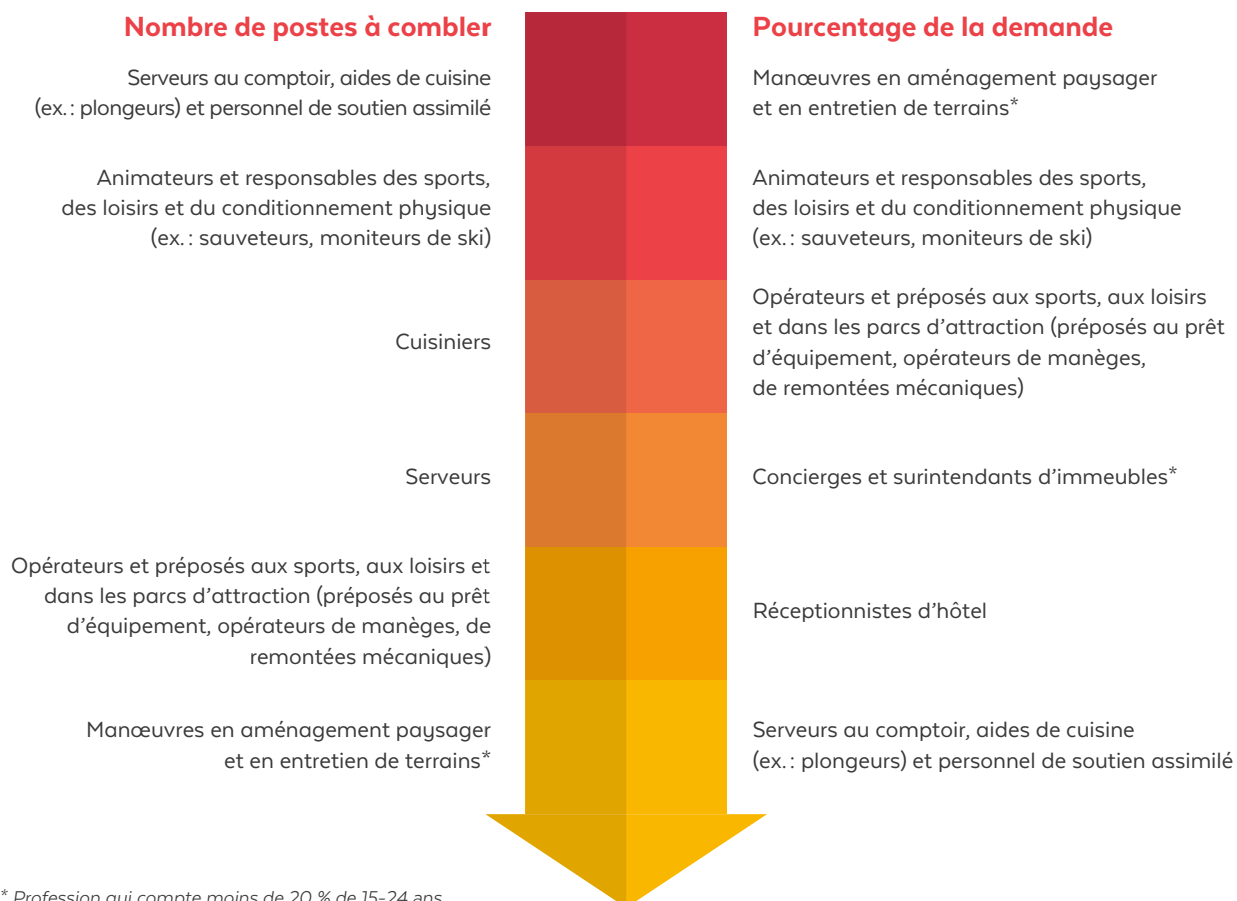 Nombre de postes à combler
Serveurs au comptoir, aides de cuisine
(ex. : plongeurs) et personnel de soutien assimilé
Animateurs et responsables des sports,
des loisirs et du conditionnement physique
(ex. : sauveteurs, moniteurs de ski)
Cuisiniers
Serveurs
Opérateurs et préposés aux sports, aux loisirs et
dans les parcs d’attraction (préposés au prêt
d’équipement, opérateurs de manèges, de
remontées mécaniques)
Manœuvres en aménagement paysager
et en entretien de terrains*
Pourcentage de la demande
Manœuvres en aménagement paysager
et en entretien de terrains*
Animateurs et responsables des sports,
des loisirs et du conditionnement physique
(ex. : sauveteurs, moniteurs de ski)
Opérateurs et préposés aux sports, aux loisirs
et dans les parcs d’attraction (préposés au prêt
d’équipement, opérateurs de manèges,
de remontées mécaniques)
Concierges et surintendants d’immeubles*
Réceptionnistes d’hôtel
Serveurs au comptoir, aides de cuisine
(ex. : plongeurs) et personnel de soutien assimilé
* Profession qui compte moins de 20 % de 15-24 ans